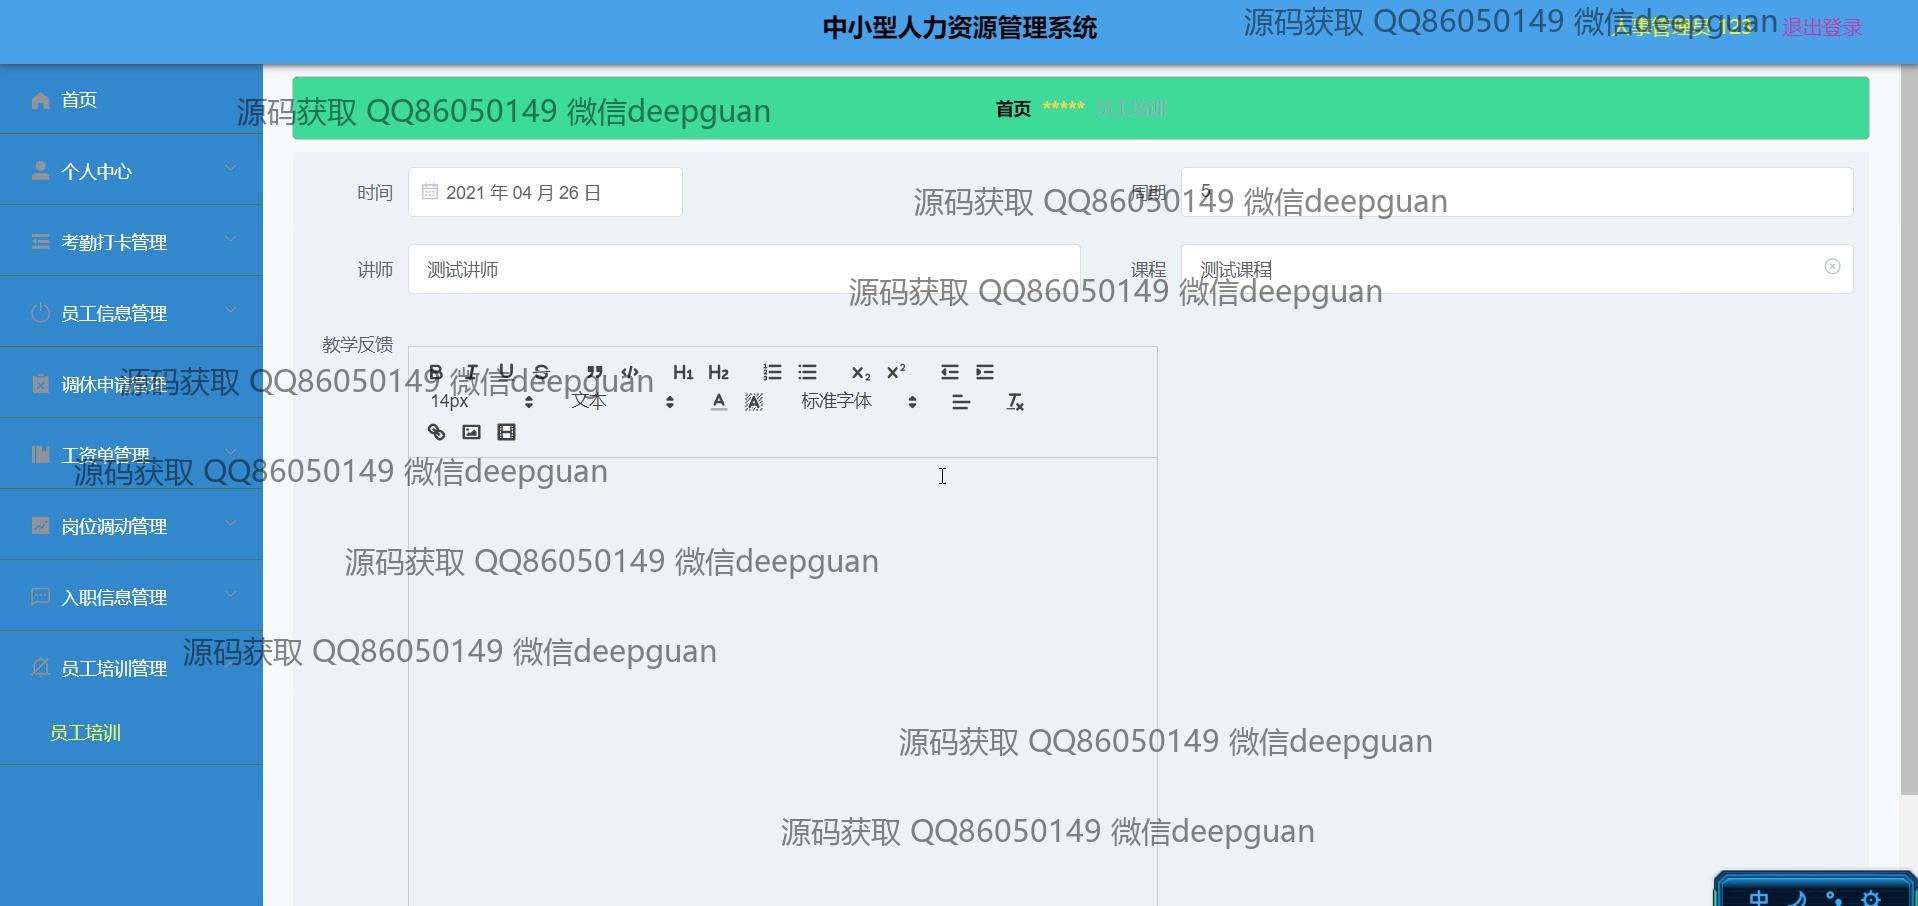 中小型人力资源管理系统
源码获取 QQ86050149 微信deepguan
人事管理员 123
退出登录
首页
源码获取 QQ86050149 微信deepguan
首页 ***** 员工培训
个人中心
时间
2021 年 04 月 26 日
周期
5
源码获取 QQ86050149 微信deepguan
考勤打卡管理
讲师
测试讲师
课程
测试课程
源码获取 QQ86050149 微信deepguan
员工信息管理
教学反馈
B I U S H1 H2 X2 X2
调休申请管理
源码获取 QQ86050149 微信deepguan
14px
文本
A A
标准字体
Tx
工资单管理
源码获取 QQ86050149 微信deepguan
岗位调动管理
源码获取 QQ86050149 微信deepguan
入职信息管理
源码获取 QQ86050149 微信deepguan
员工培训管理
员工培训
源码获取 QQ86050149 微信deepguan
源码获取 QQ86050149 微信deepguan
中